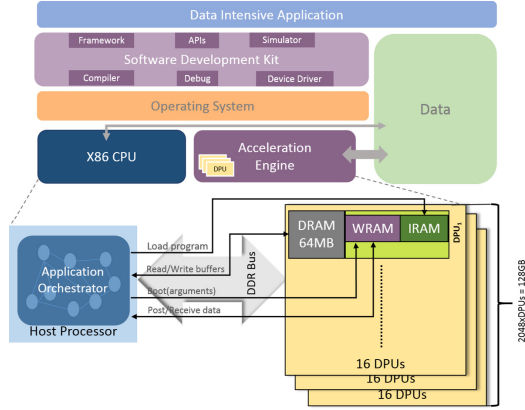 Data Intensive Application
Framework
APIs
Simulator
Software Development Kit
Compiler
Debug
Device Driver
Operating System
Data
X86 CPU
Acceleration
Engine
DPU
DRAM
64MB
WRAM
IRAM
DPU1
Load program
Application
Orchestrator
Read/Write buffers
DDR Bus
Boot(arguments)
Post/Receive data
Host Processor
16 DPUs
16 DPUs
16 DPUs
2048xDPUs = 128GB